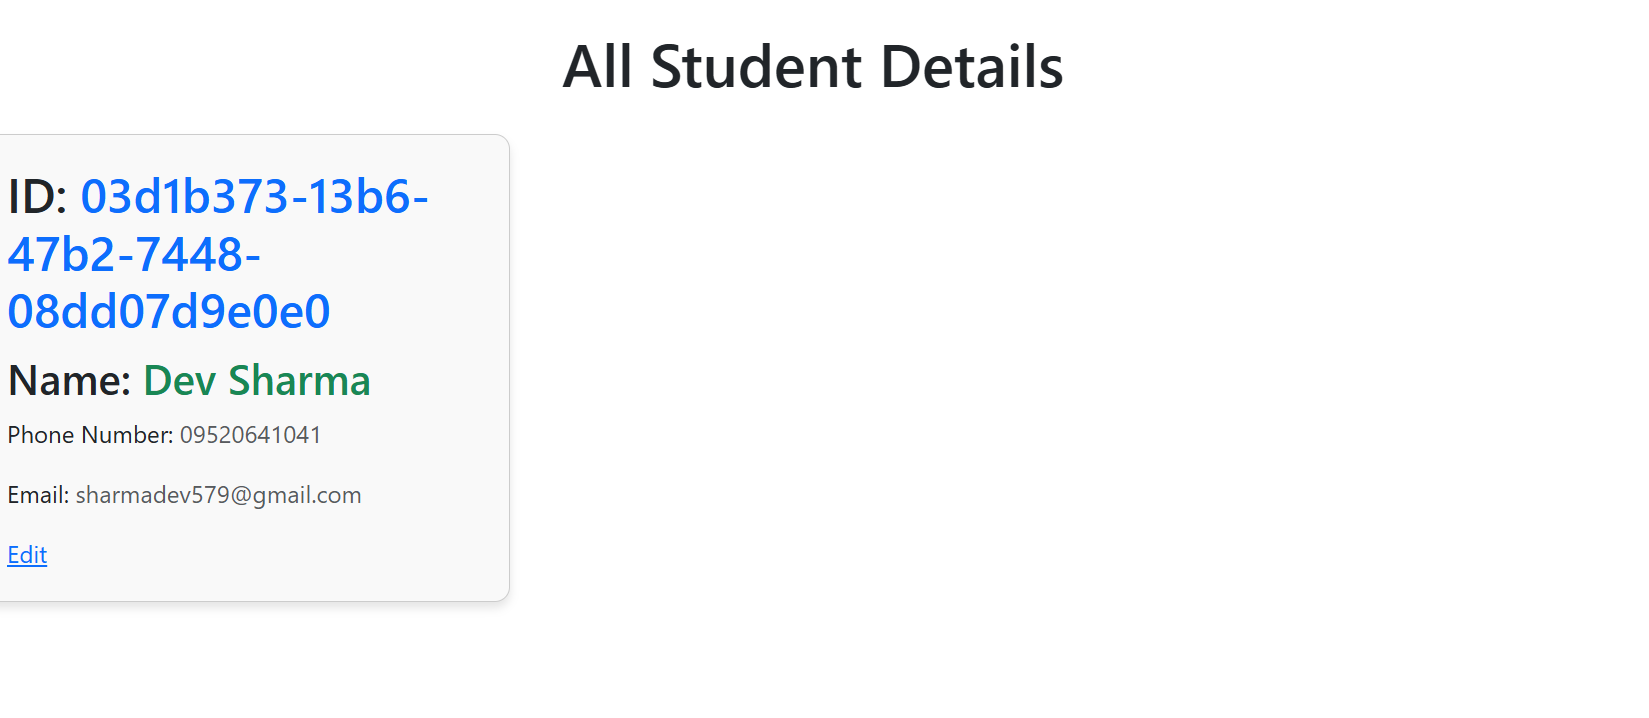 All Student Details
ID: 03d1b373-13b6-
47b2-7448-
08dd07d9e0e0
Name: Dev Sharma
Phone Number: 09520641041
Email: sharmadev579@gmail.com
Edit